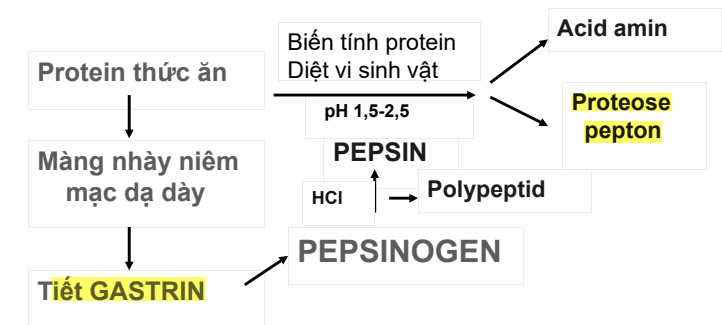 Protein thức ăn
Biến tính protein
Diệt vi sinh vật
pH 1,5-2,5
Acid amin
Proteose
pepton
Màng nhày niêm
mạc dạ dày
PEPSIN
HCl
Polypeptid
PEPSINOGEN
Tiết GASTRIN